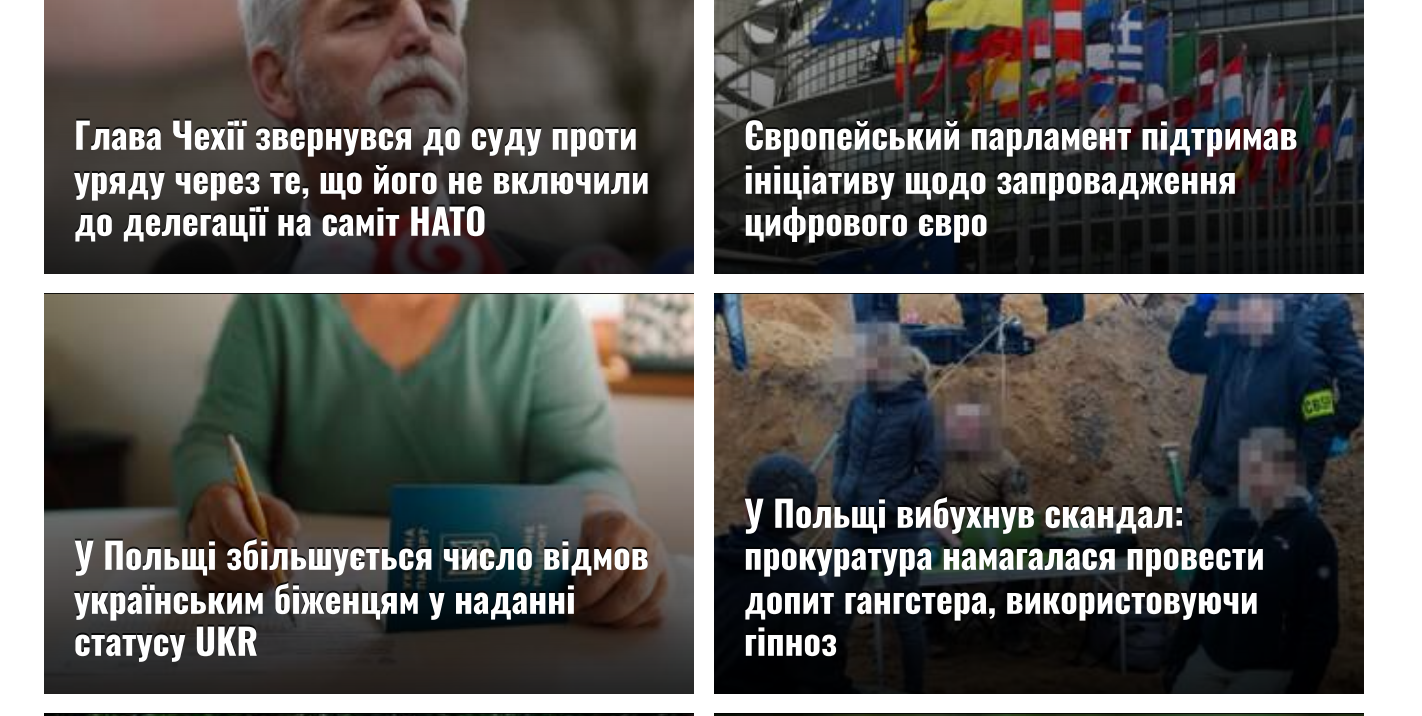 Глава Чехії звернувся до суду проти
уряду через те, що його не включили
до делегації на саміт НАТО
Європейський парламент підтримав
ініціативу щодо запровадження
цифрового євро
У Польщі збільшується число відмов
українським біженцям у наданні
статусу UKR
У Польщі вибухнув скандал:
прокуратура намагалася провести
допит гангстера, використовуючи
гіпноз